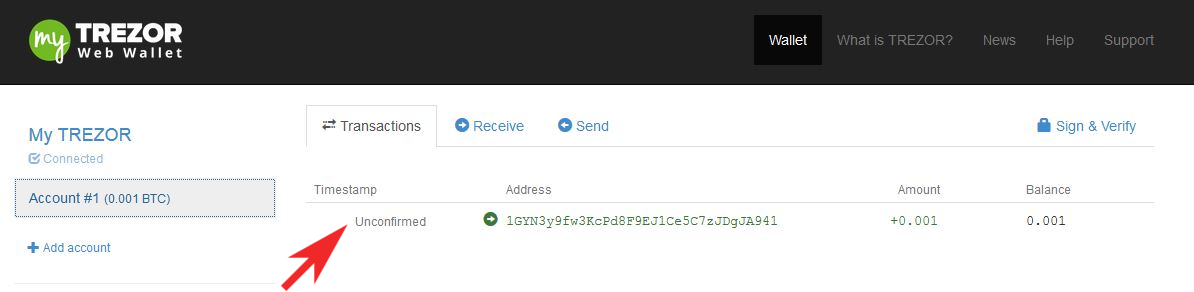 my TREZOR
Web Wallet
Wallet What is TREZOR? News Help Support
My TREZOR
Connected
Account #1 (0.001 BTC)
Add account
Transactions Receive Send Sign & Verify
Timestamp Address Amount Balance
Unconfirmed 1GYN3y9fw3KcPd8F9EJ1Ce5C7zJDgJA941 +0.001 0.001